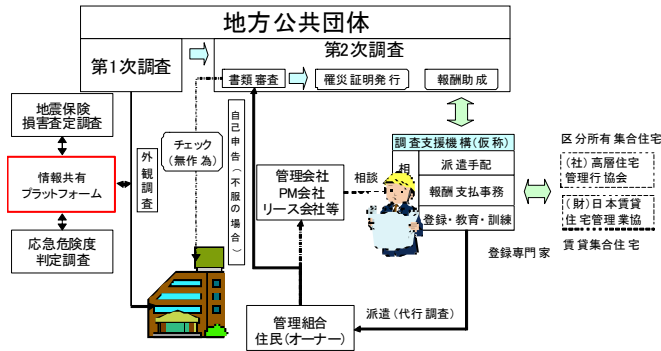 地方公共団体
第1次調査
第2次調査
書類審査
罹災証明発行
報酬助成
地震保険
損害査定調査
情報共有
プラットフォーム
応急危険度
判定調査
外観調査
チェック
(無作為)
自己申告(不服の場合)
管理会社
PM会社
リース会社等
相談
調査支援機構(仮称)
相
派遣手配
報酬支払事務
登録・教育・訓練
区分所有集合住宅
(社)高層住宅
管理行協会
(財)日本賃貸
住宅管理業協
賃貸集合住宅
登録専門家
派遣(代行調査)
管理組合
住民(オーナー)